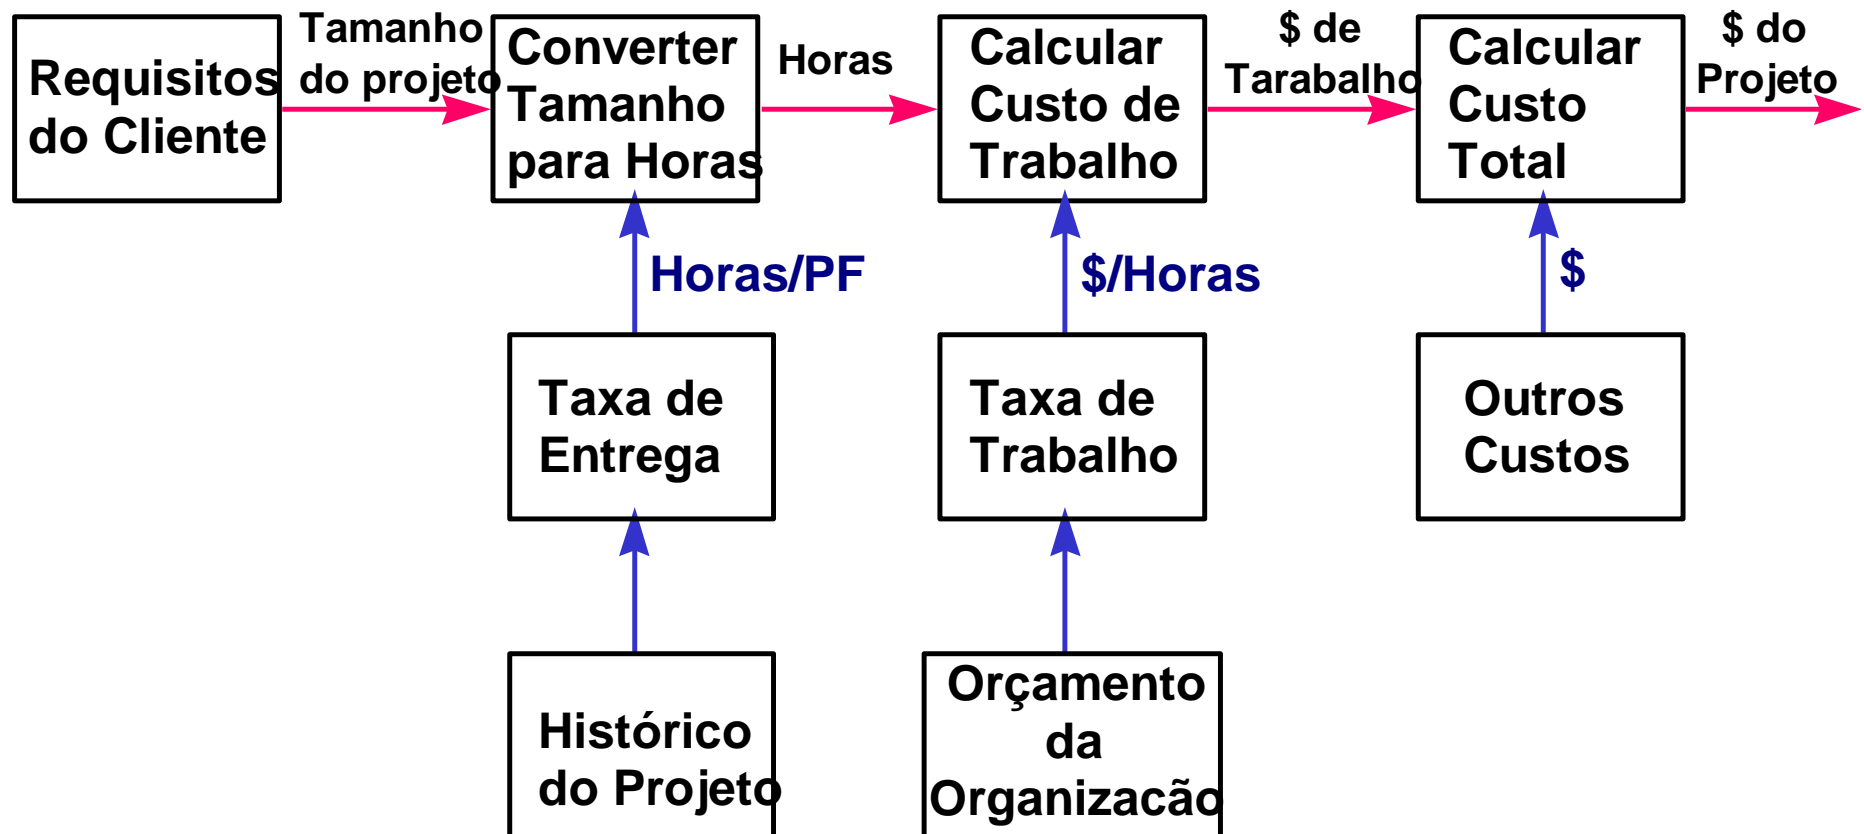 Requisitos
do Cliente
Tamanho
do projeto
Converter
Tamanho
para Horas
Horas
Calcular
Custo de
Trabalho
$ de
Tarabalho
Calcular
Custo
Total
$ do
Projeto
Horas/PF
$/Horas
$
Taxa de
Entrega
Taxa de
Trabalho
Outros
Custos
Histórico
do Projeto
Orçamento
da
Organizacão